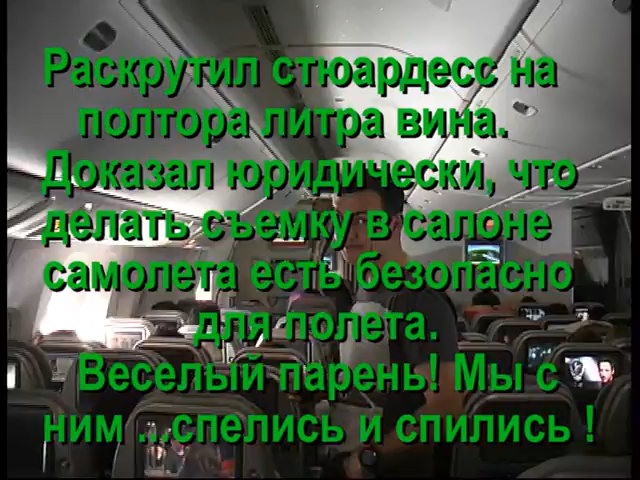 Раскрутил стюардесс на
полтора литра вина.
Доказал юридически, что
делать съемку в салоне
самолета есть безопасно
для полета.
Веселый парень! Мы с
ним ...спелись и спились !